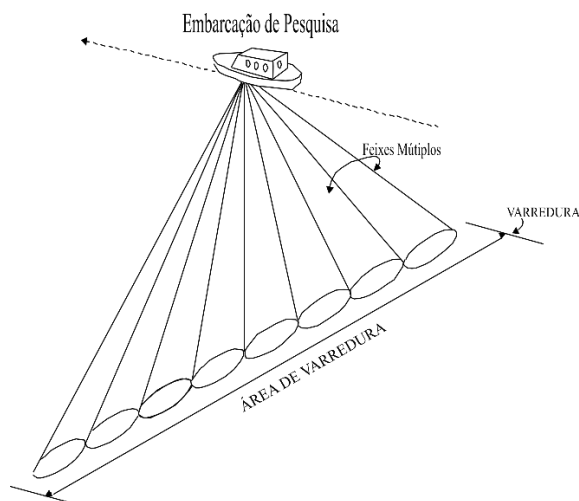 Embarcação de Pesquisa
Feixes Mútiplos
VARREDURA
ÁREA DE VARREDURA